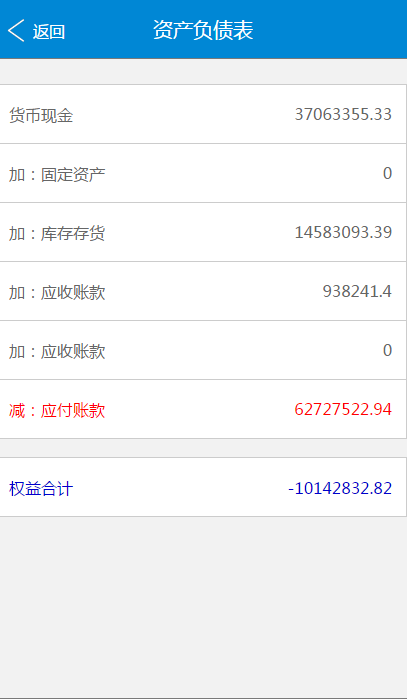 返回 资产负债表
货币现金 37063355.33
加：固定资产 0
加：库存存货 14583093.39
加：应收账款 938241.4
加：应收账款 0
减：应付账款 62727522.94
权益合计 -10142832.82